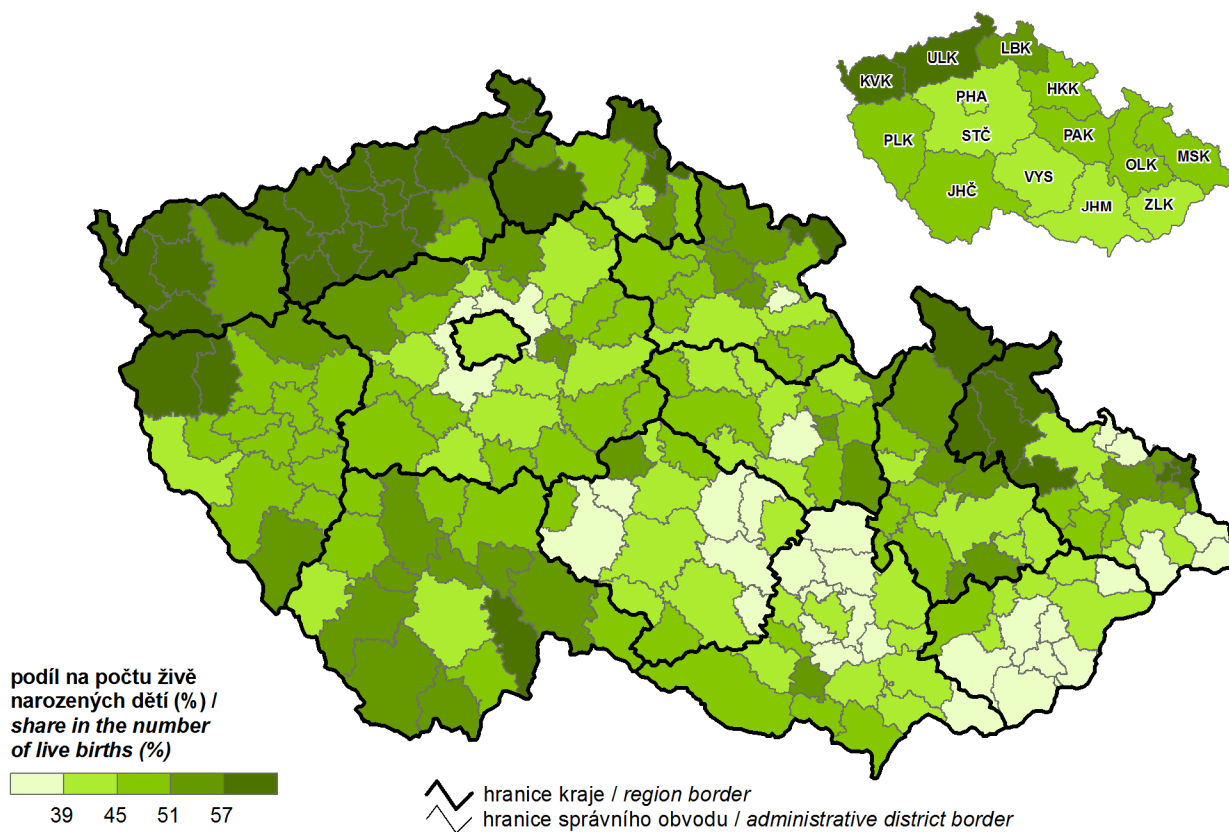 LBK
ULK
KVK
HKK
PHA
PLK
STČ
PAK
MSK
OLK
VYS
JHČ
ZLK
JHM
podíl na počtu živě
narozených dětí (%) /
share in the number
of live births (%)
39 45 51 57
hranice kraje / region border
hranice správního obvodu / administrative district border